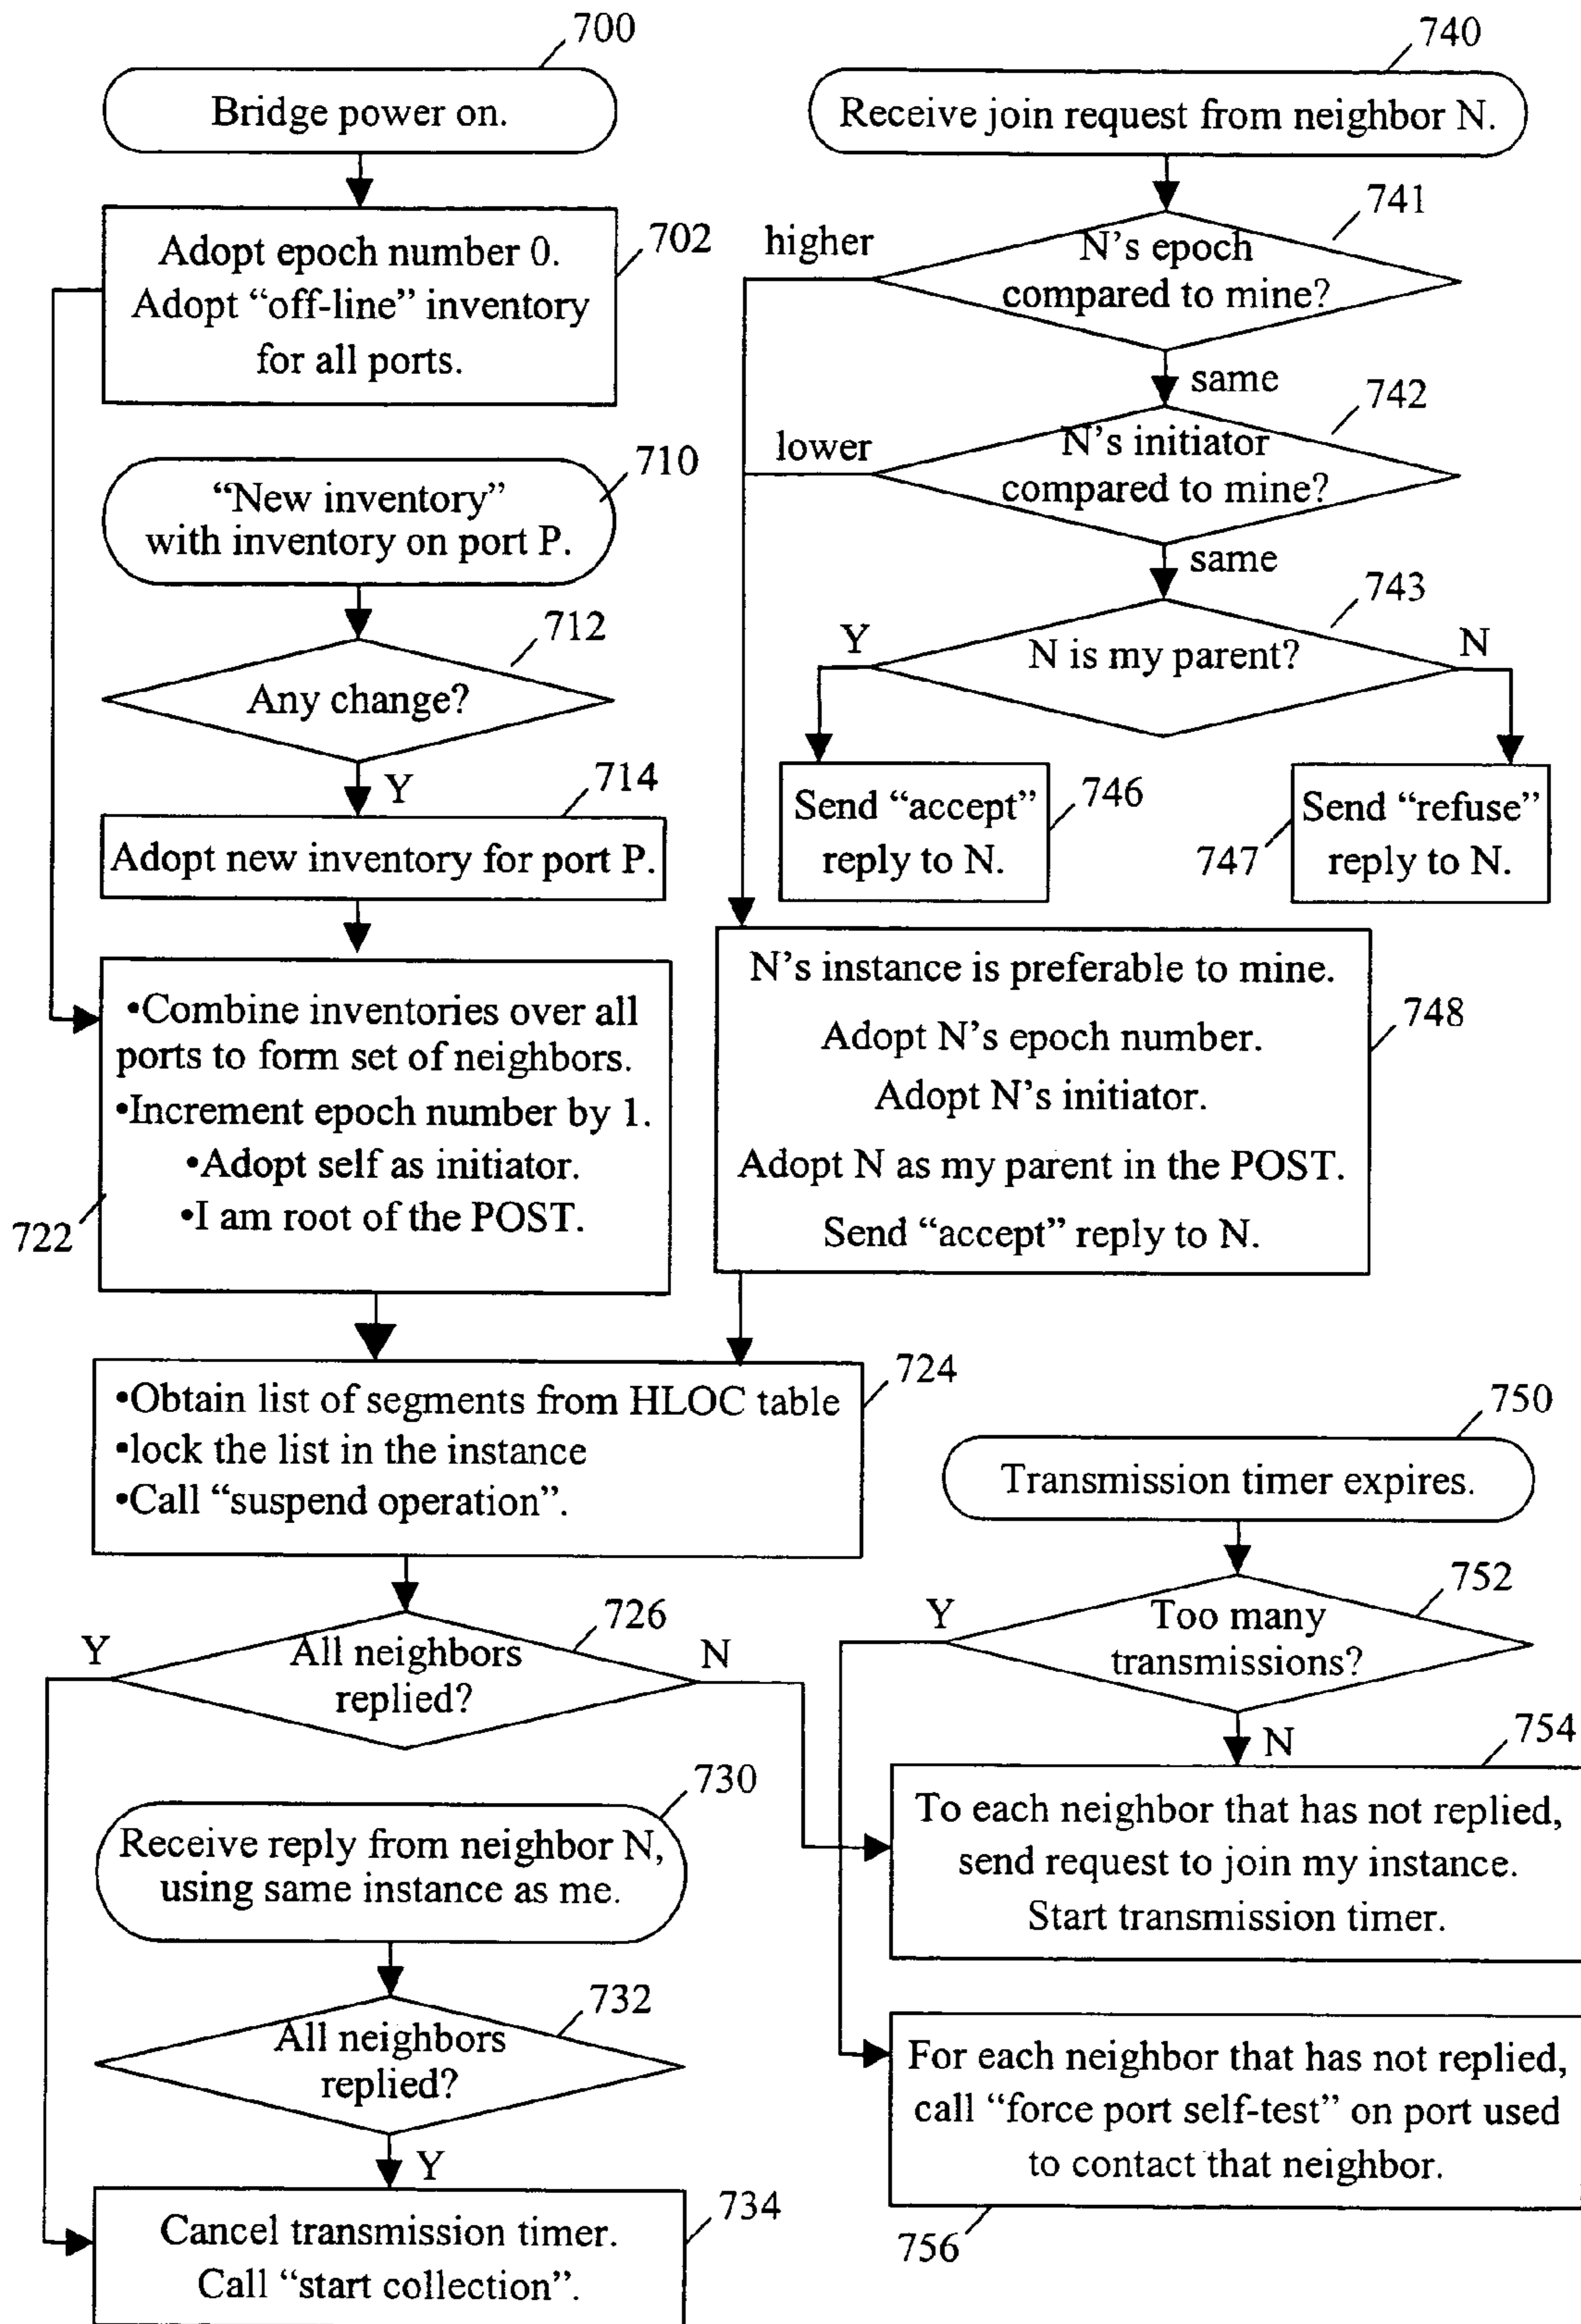 700
Bridge power on.
702
Adopt epoch number 0.
Adopt “off-line” inventory
for all ports.
710
“New inventory”
with inventory on port P.
712
Any change?
Y
714
Adopt new inventory for port P.
•Combine inventories over all
ports to form set of neighbors.
•Increment epoch number by 1.
•Adopt self as initiator.
•I am root of the POST.
722
740
Receive join request from neighbor N.
741
higher
N’s epoch
compared to mine?
same
742
lower
N’s initiator
compared to mine?
same
743
Y
N is my parent?
N
Send “accept”
reply to N.
746
Send “refuse”
reply to N.
747
N’s instance is preferable to mine.
Adopt N’s epoch number.
Adopt N’s initiator.
Adopt N as my parent in the POST.
Send “accept” reply to N.
748
724
•Obtain list of segments from HLOC table
•lock the list in the instance
•Call “suspend operation”.
726
Y
All neighbors
replied?
N
730
Receive reply from neighbor N,
using same instance as me.
732
All neighbors
replied?
Y
734
Cancel transmission timer.
Call “start collection”.
750
Transmission timer expires.
752
Y
Too many
transmissions?
N
754
To each neighbor that has not replied,
send request to join my instance.
Start transmission timer.
For each neighbor that has not replied,
call “force port self-test” on port used
to contact that neighbor.
756